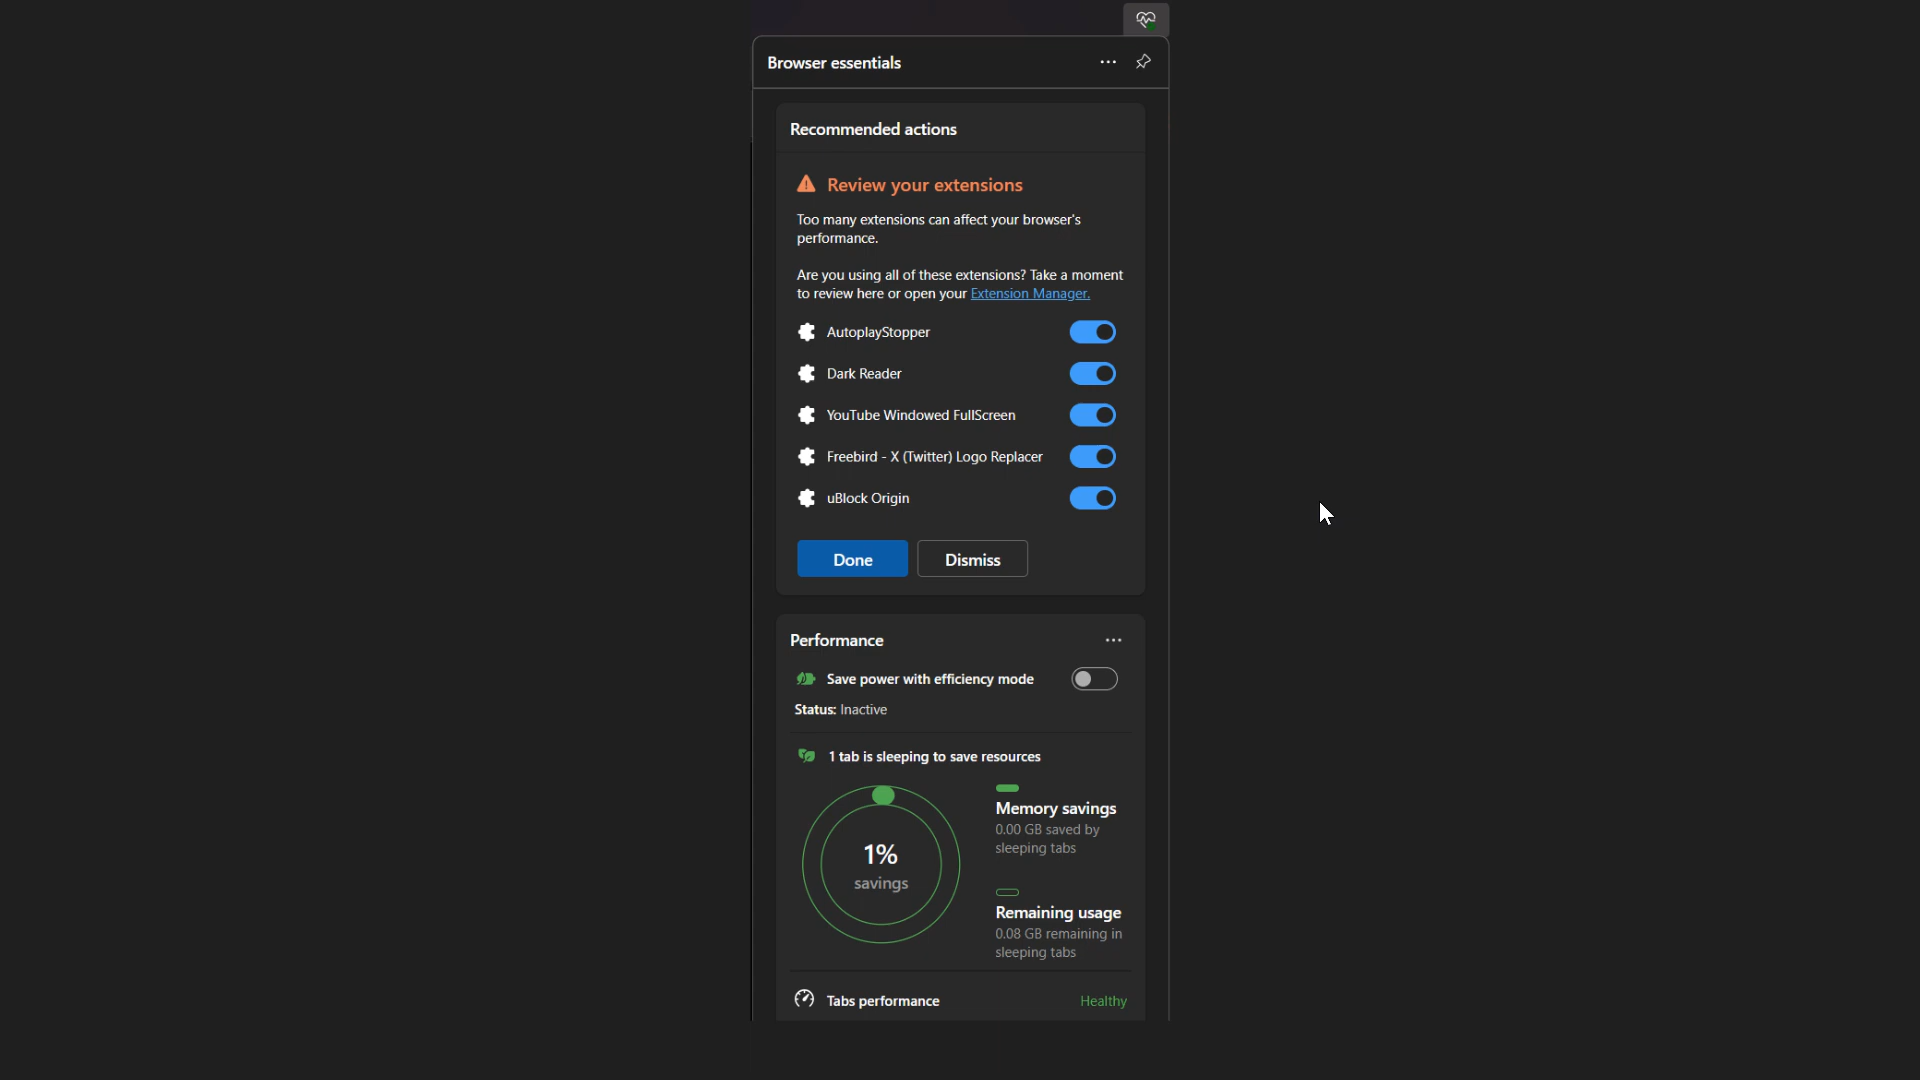 Browser essentials
Recommended actions
Review your extensions
Too many extensions can affect your browser's
performance.
Are you using all of these extensions? Take a moment
to review here or open your Extension Manager.
AutoplayStopper
Dark Reader
YouTube Windowed FullScreen
Freebird - X (Twitter) Logo Replacer
uBlock Origin
Done
Dismiss
Performance
Save power with efficiency mode
Status: Inactive
1 tab is sleeping to save resources
1%
savings
Memory savings
0.00 GB saved by
sleeping tabs
Remaining usage
0.08 GB remaining in
sleeping tabs
Tabs performance
Healthy